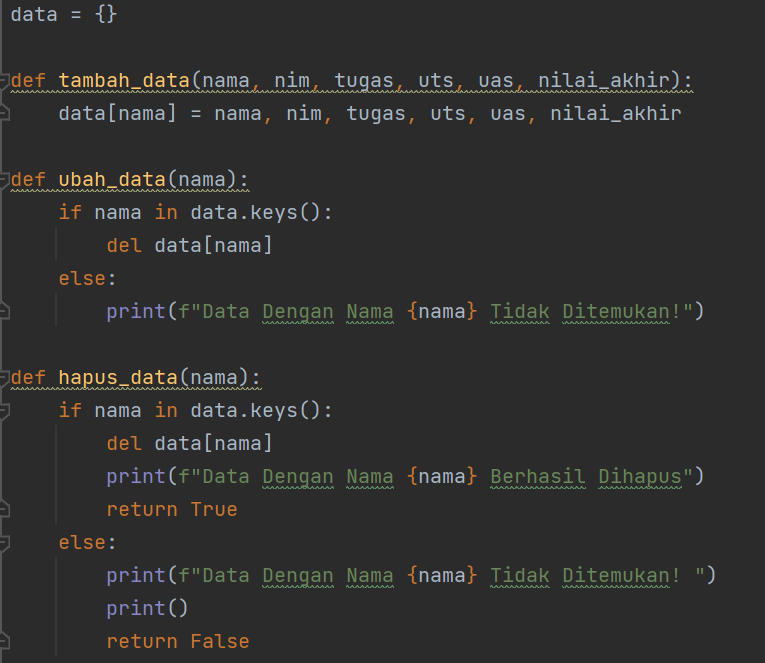 data = {}
def tambah_data(nama, nim, tugas, uts, uas, nilai_akhir):
    data[nama] = nama, nim, tugas, uts, uas, nilai_akhir
def ubah_data(nama):
    if nama in data.keys():
        del data[nama]
    else:
        print(f"Data Dengan Nama {nama} Tidak Ditemukan!")
def hapus_data(nama):
    if nama in data.keys():
        del data[nama]
        print(f"Data Dengan Nama {nama} Berhasil Dihapus")
        return True
    else:
        print(f"Data Dengan Nama {nama} Tidak Ditemukan! ")
        print()
        return False